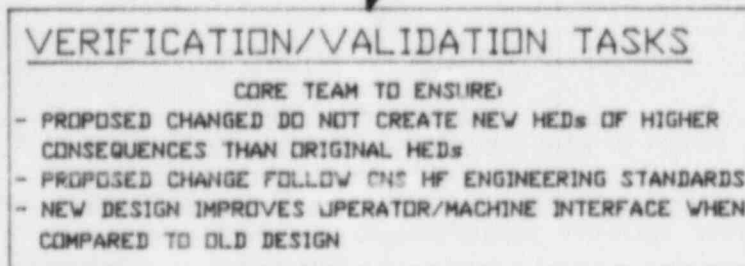 VERIFICATION/VALIDATION TASKS
CORE TEAM TO ENSURE:
- PROPOSED CHANGED DO NOT CREATE NEW HEDs OF HIGHER
CONSEQUENCES THAN ORIGINAL HEDs
- PROPOSED CHANGE FOLLOW CNS HF ENGINEERING STANDARDS
- NEW DESIGN IMPROVES OPERATOR/MACHINE INTERFACE WHEN
COMPARED TO OLD DESIGN